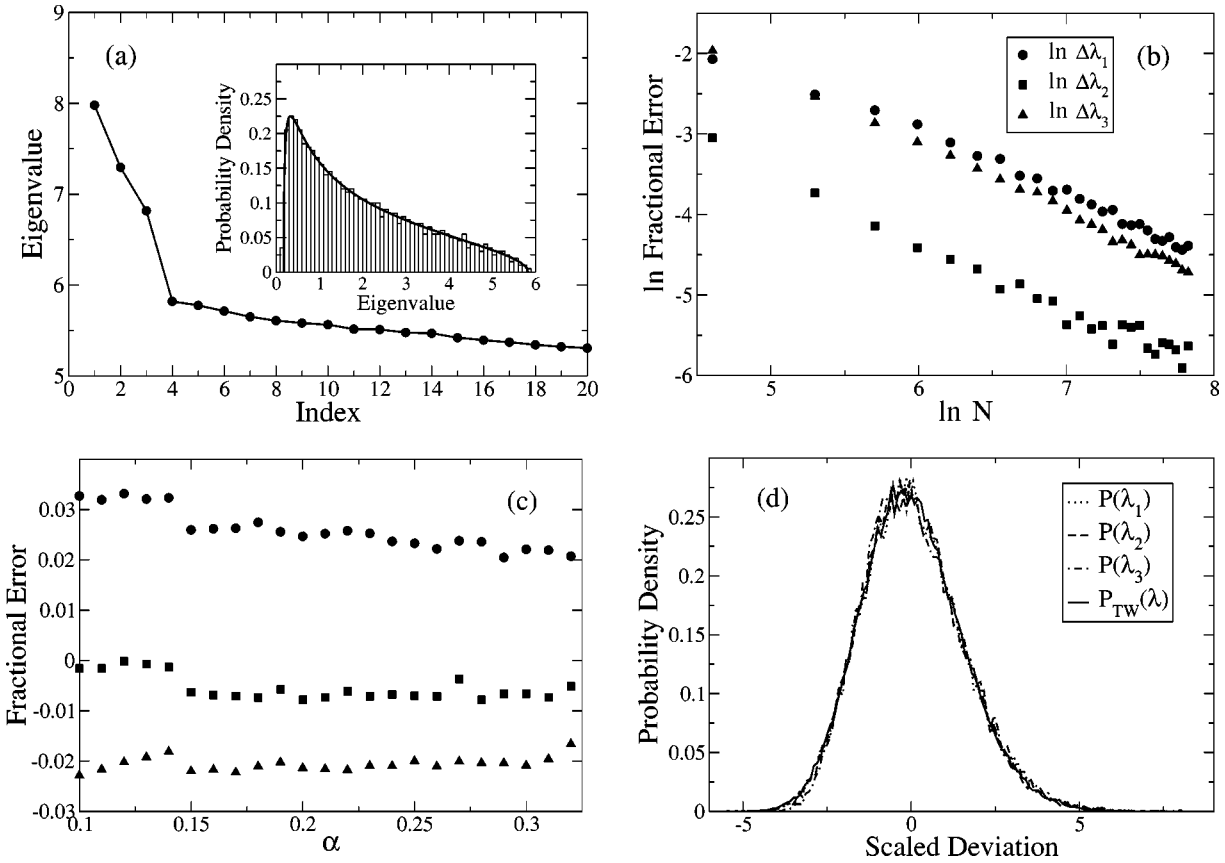 (a)
Eigenvalue
9
8
7
6
5
0 2 4 6 8 10 12 14 16 18 20
Index
Probability Density
0.25
0.2
0.15
0.1
0.05
0
0 1 2 3 4 5 6
Eigenvalue
(b)
ln Δλ₁
ln Δλ₂
ln Δλ₃
ln Fractional Error
-2
-3
-4
-5
-6
5 6 7 8
ln N
(c)
Fractional Error
0.03
0.02
0.01
0
-0.01
-0.02
-0.03
0.1 0.15 0.2 0.25 0.3
α
(d)
P(λ₁)
P(λ₂)
P(λ₃)
P_TW(λ)
Probability Density
0.25
0.2
0.15
0.1
0.05
0
-5 0 5
Scaled Deviation